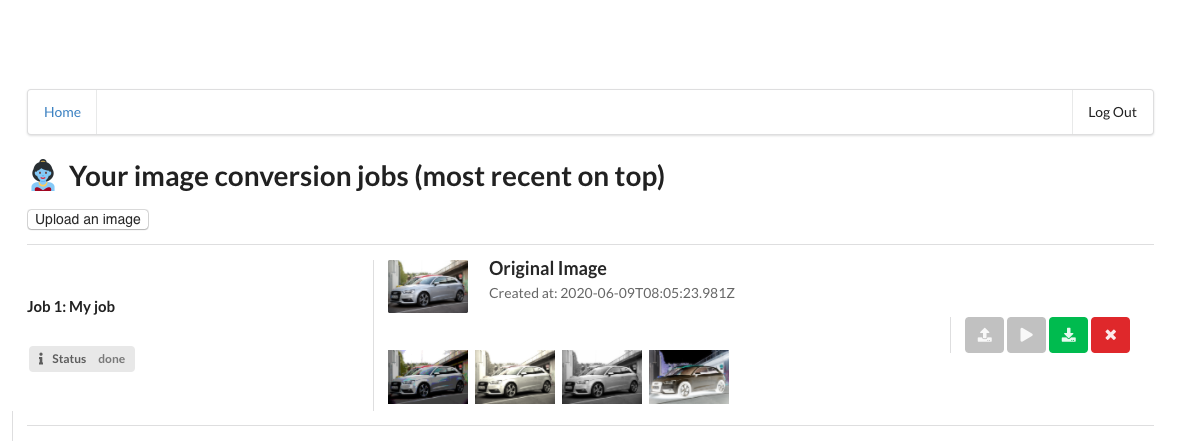 Home
Log Out
Your image conversion jobs (most recent on top)
Upload an image
Job 1: My job
Status done
Original Image
Created at: 2020-06-09T08:05:23.981Z